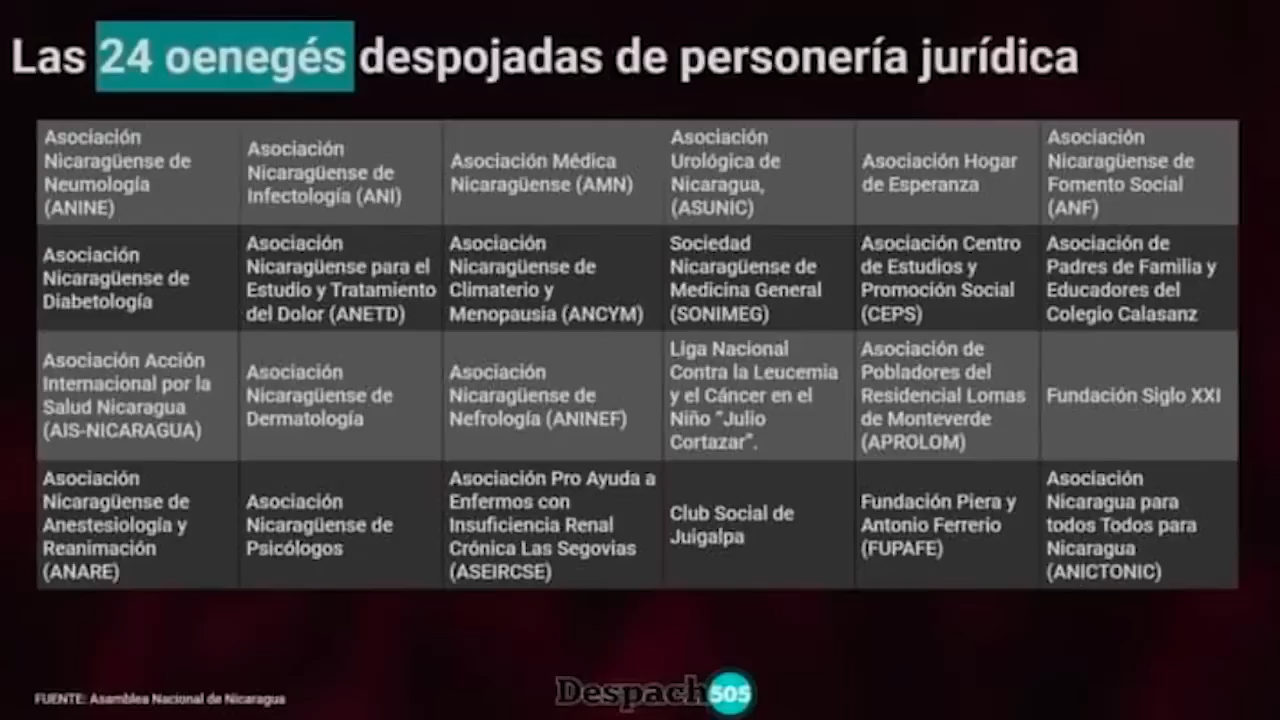 Las 24 oenegés despojadas de personería jurídica
Asociación
Nicaragüense de
Neumología
(ANINE)
Asociación
Nicaragüense de
Infectología (ANI)
Asociación Médica
Nicaragüense (AMN)
Asociación
Urológica de
Nicaragua,
(ASUNIC)
Asociación Hogar
de Esperanza
Asociación
Nicaragüense de
Fomento Social
(ANF)
Asociación
Nicaragüense de
Diabetología
Asociación
Nicaragüense para el
Estudio y Tratamiento
del Dolor (ANETD)
Asociación
Nicaragüense de
Climaterio y
Menopausia (ANCYM)
Sociedad
Nicaragüense de
Medicina General
(SONIMEG)
Asociación Centro
de Estudios y
Promoción Social
(CEPS)
Asociación de
Padres de Familia y
Educadores del
Colegio Calasanz
Asociación Acción
Internacional por la
Salud Nicaragua
(AIS-NICARAGUA)
Asociación
Nicaragüense de
Dermatología
Asociación
Nicaragüense de
Nefrología (ANINEF)
Liga Nacional
Contra la Leucemia
y el Cáncer en el
Niño "Julio
Cortazar".
Asociación de
Pobladores del
Residencial Lomas
de Monteverde
(APROLOM)
Fundación Siglo XXI
Asociación
Nicaragüense de
Anestesiología y
Reanimación
(ANARE)
Asociación
Nicaragüense de
Psicólogos
Asociación Pro Ayuda a
Enfermos con
Insuficiencia Renal
Crónica Las Segovias
(ASEIRCSE)
Club Social de
Juigalpa
Fundación Piera y
Antonio Ferrerio
(FUPAFE)
Asociación
Nicaragua para
todos Todos para
Nicaragua
(ANICTONIC)
FUENTE: Asamblea Nacional de Nicaragua
Despach 505